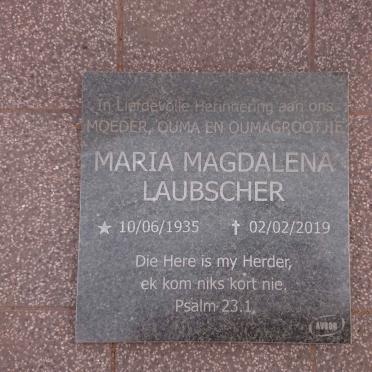 In Liefdevolle Herinnering aan ons
MOEDER, OUMA EN OUMAGROOTJIE
MARIA MAGDALENA
LAUBSCHER
★ 10/06/1935 ✝ 02/02/2019
Die Here is my Herder,
ek kom niks kort nie.
Psalm 23.1.
AVBOB